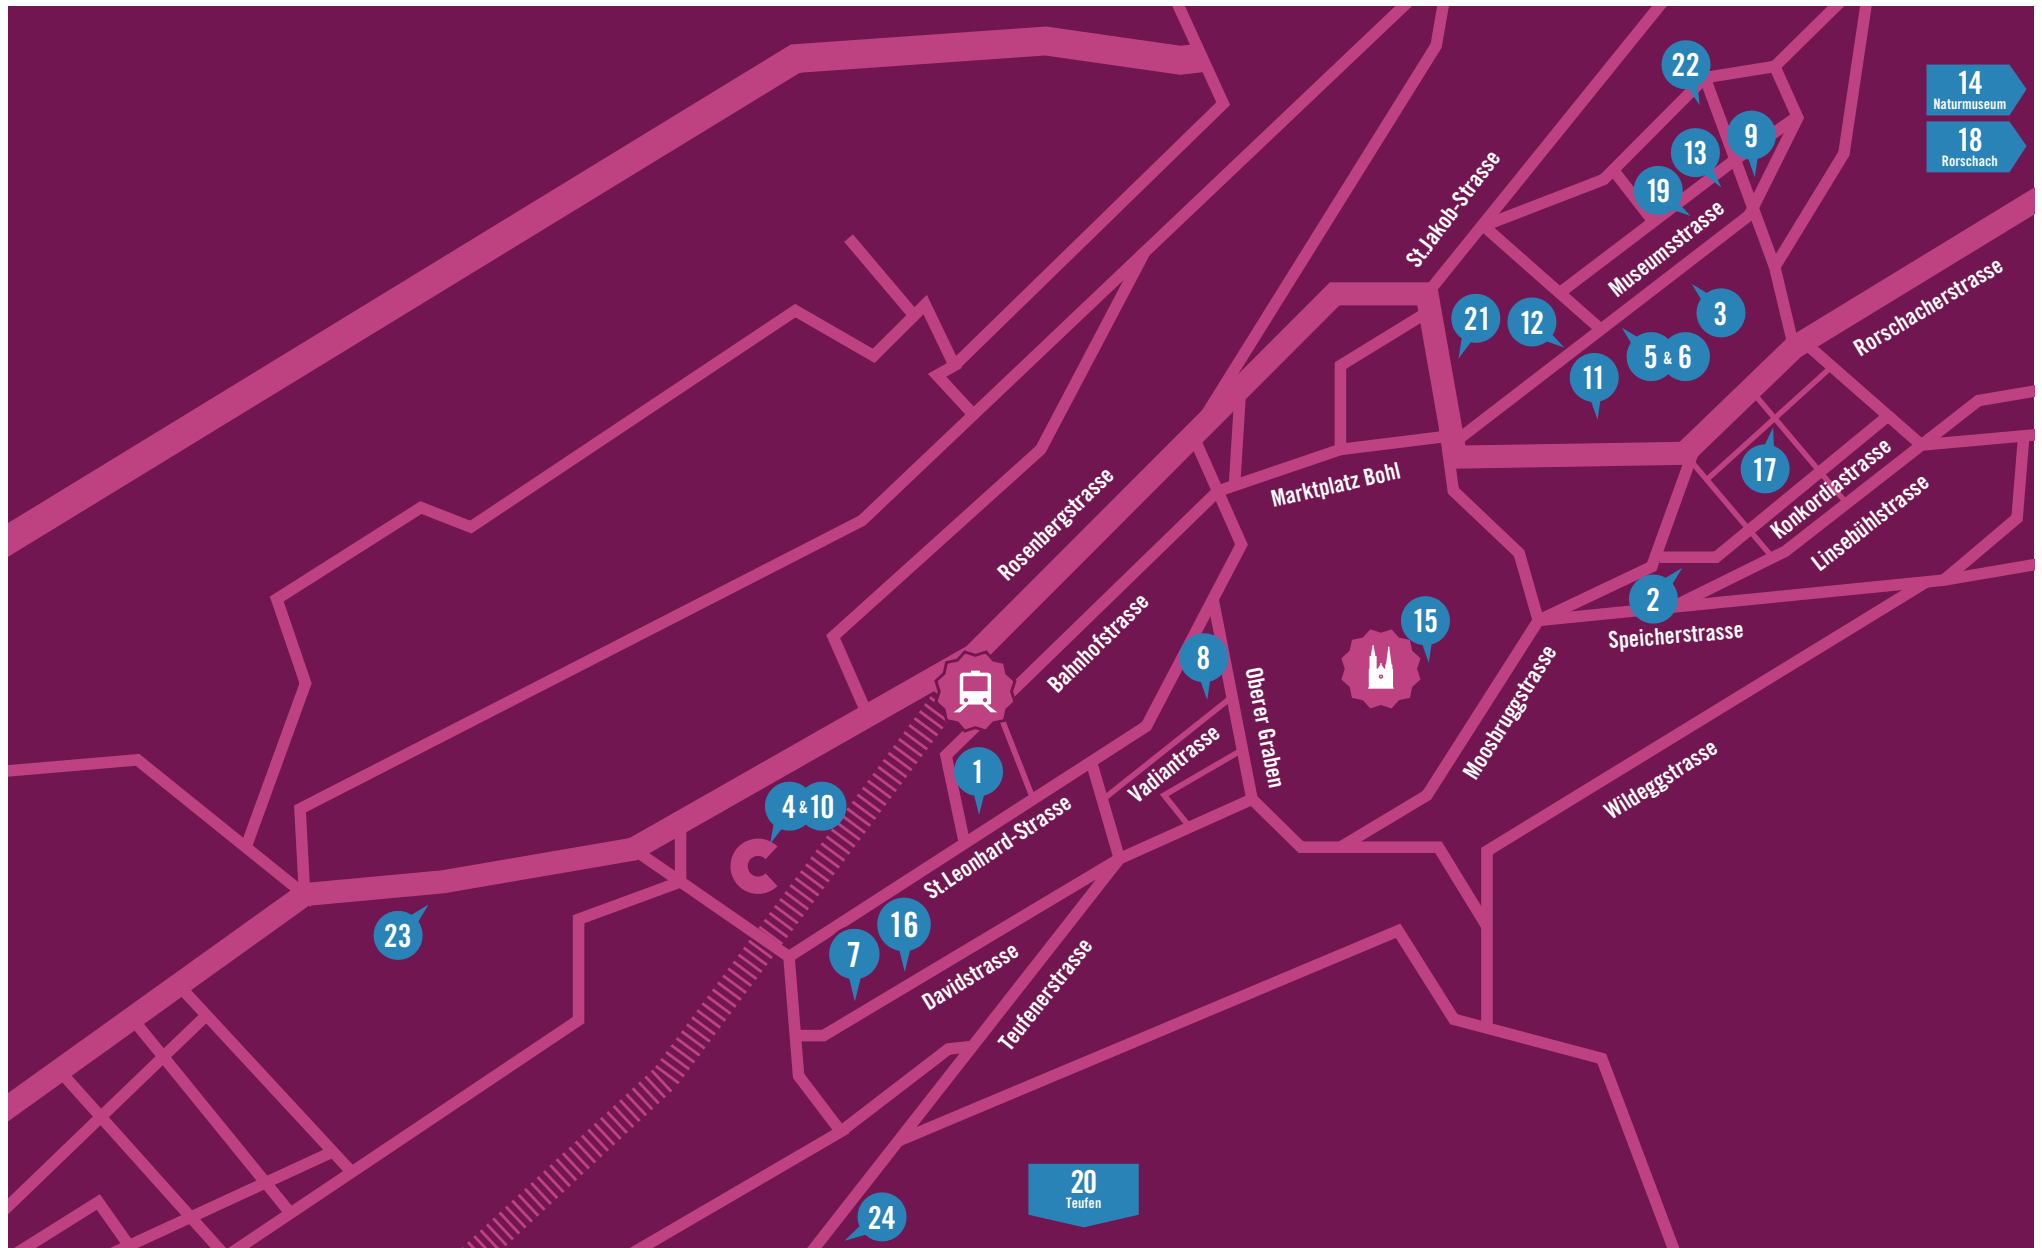 22
14
Naturmuseum
18
Rorschach
9
13
19
St.Jakob-Strasse
Museumsstrasse
3
21
12
5 & 6
11
Rorschacherstrasse
17
Marktplatz Bohl
Konkordiastrasse
Linsebühlstrasse
Rosenbergstrasse
2
Speicherstrasse
15
Bahnhofstrasse
8
Oberer Graben
Moosbruggstrasse
Vadiantrasse
Wildeggstrasse
1
4 & 10
St.Leonhard-Strasse
23
16
7
Davidstrasse
Teufenerstrasse
20
Teufen
24